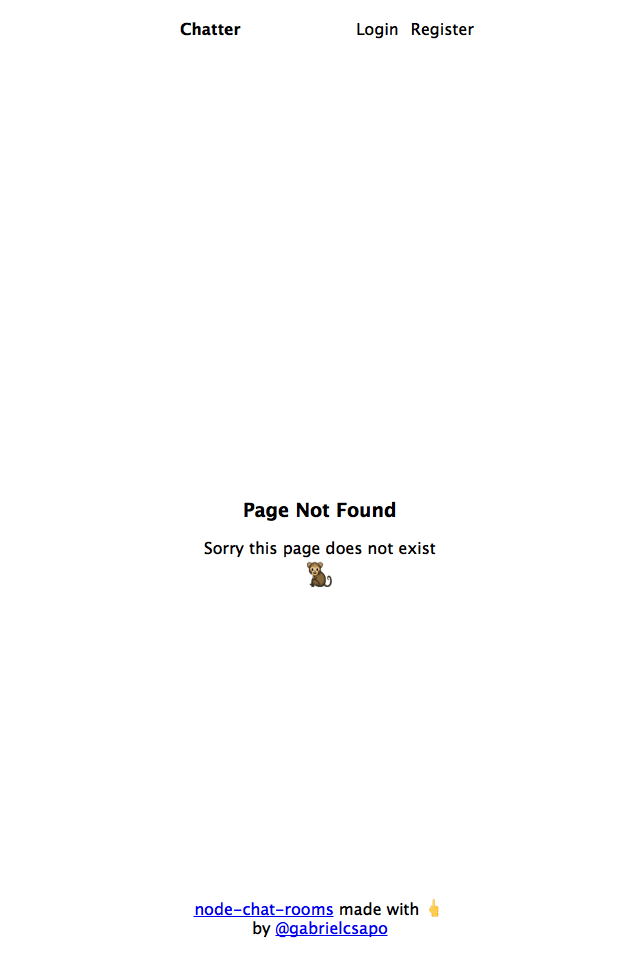 Chatter Login Register
Page Not Found
Sorry this page does not exist
🐒
node-chat-rooms made with 🖕
by @gabrielcsapo